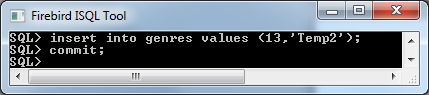 Firebird ISQL Tool
SQL> insert into genres values (13,'Temp2');
SQL> commit;
SQL>